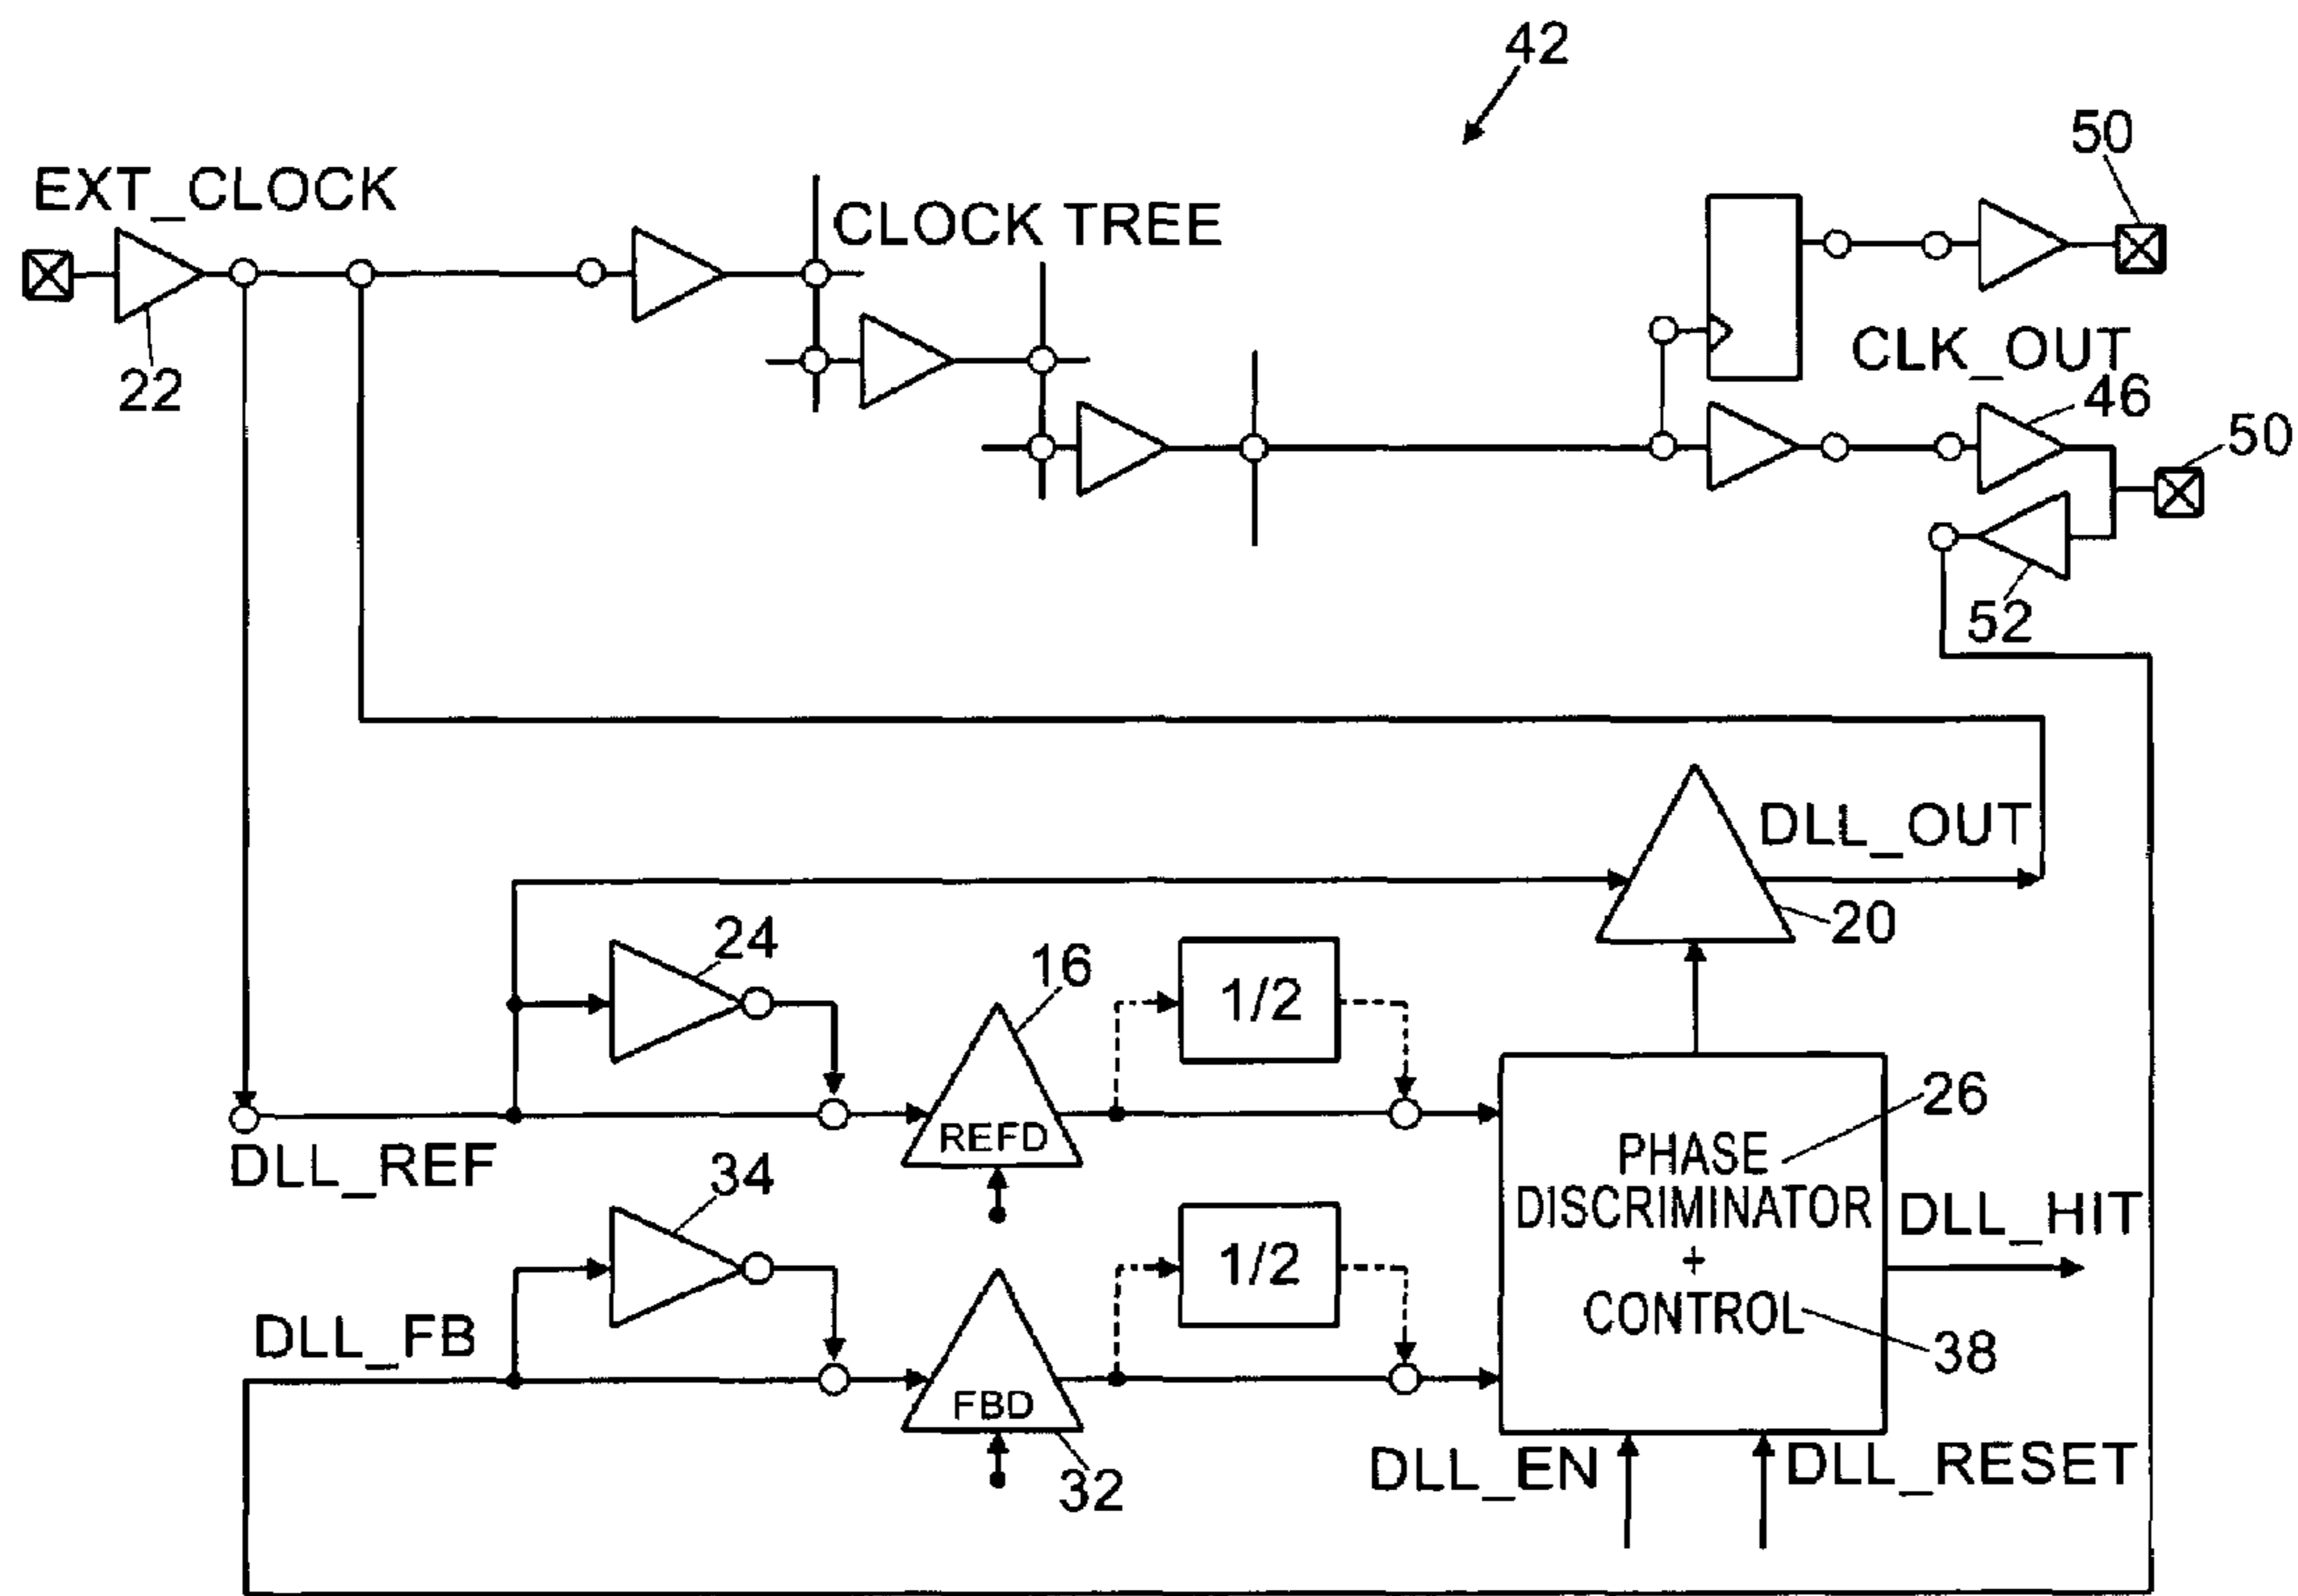 42
50
EXT_CLOCK
CLOCK TREE
22
CLK_OUT
46
50
52
DLL_OUT
20
24
16
1/2
REFD
DLL_REF
26
PHASE
DISCRIMINATOR
+
CONTROL
38
DLL_HIT
34
1/2
DLL_FB
FBD
32
DLL_EN
DLL_RESET